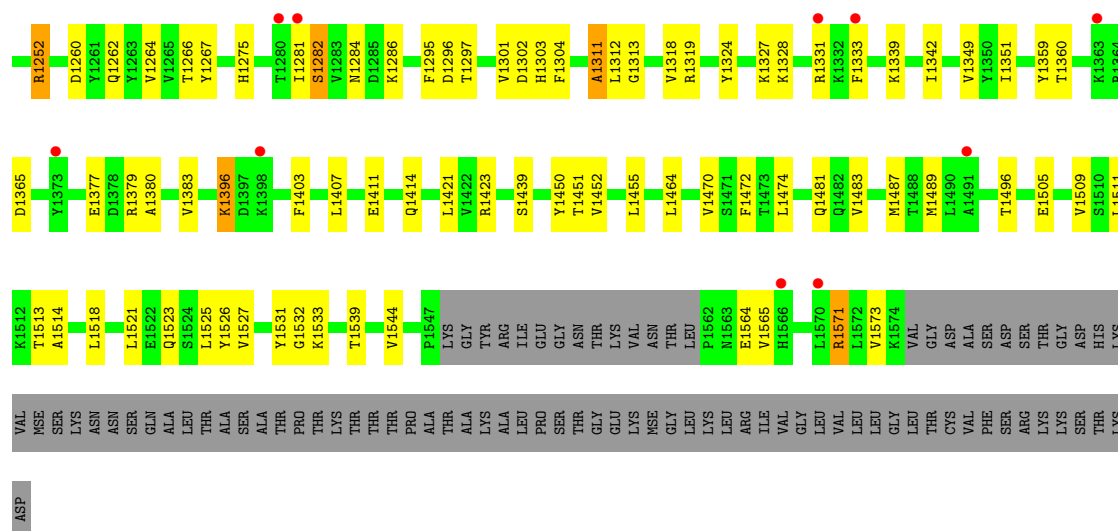 R1252 D1260 Y1261 Q1262 Y1263 V1264 V1265 T1266 Y1267 H1275 T1280 I1281 S1282 V1283 N1284 D1285 K1286 F1295 D1296 T1297 V1301 D1302 H1303 F1304 A1311 L1312 G1313 V1318 R1319 Y1324 K1327 K1328 R1331 K1332 F1333 K1339 I1342 V1349 Y1350 I1351 Y1359 T1360 K1363 P1364
D1365 Y1373 E1377 D1378 R1379 A1380 V1383 K1396 D1397 K1398 F1403 L1407 E1411 Q1414 L1421 V1422 R1423 S1439 Y1450 T1451 V1452 L1455 L1464 V1470 S1471 F1472 T1473 L1474 Q1481 Q1482 V1483 M1487 T1488 M1489 L1490 A1491 T1496 E1505 V1509 S1510 L1511
K1512 T1513 A1514 L1518 L1521 E1522 Q1523 S1524 L1525 Y1526 V1527 Y1531 G1532 K1533 T1539 V1544 P1547 LYS GLY TYR ARG ILE GLU GLY ASN THR LYS VAL ASN THR LEU P1562 N1563 E1564 V1565 H1566 L1570 R1571 L1572 V1573 K1574 VAL GLY ASP ALA SER ASP SER THR GLY ASP HIS LYS
VAL MSE SER LYS ASN ASN SER GLN ALA LEU THR ALA SER ALA THR PRO THR LYS THR THR THR PRO ALA THR ALA LYS ALA LEU PRO SER THR GLY GLU LYS MSE GLY LEU LYS LEU ARG ILE VAL GLY LEU VAL LEU LEU GLY LEU THR CYS VAL PHE SER ARG LYS LYS SER THR LYS
ASP